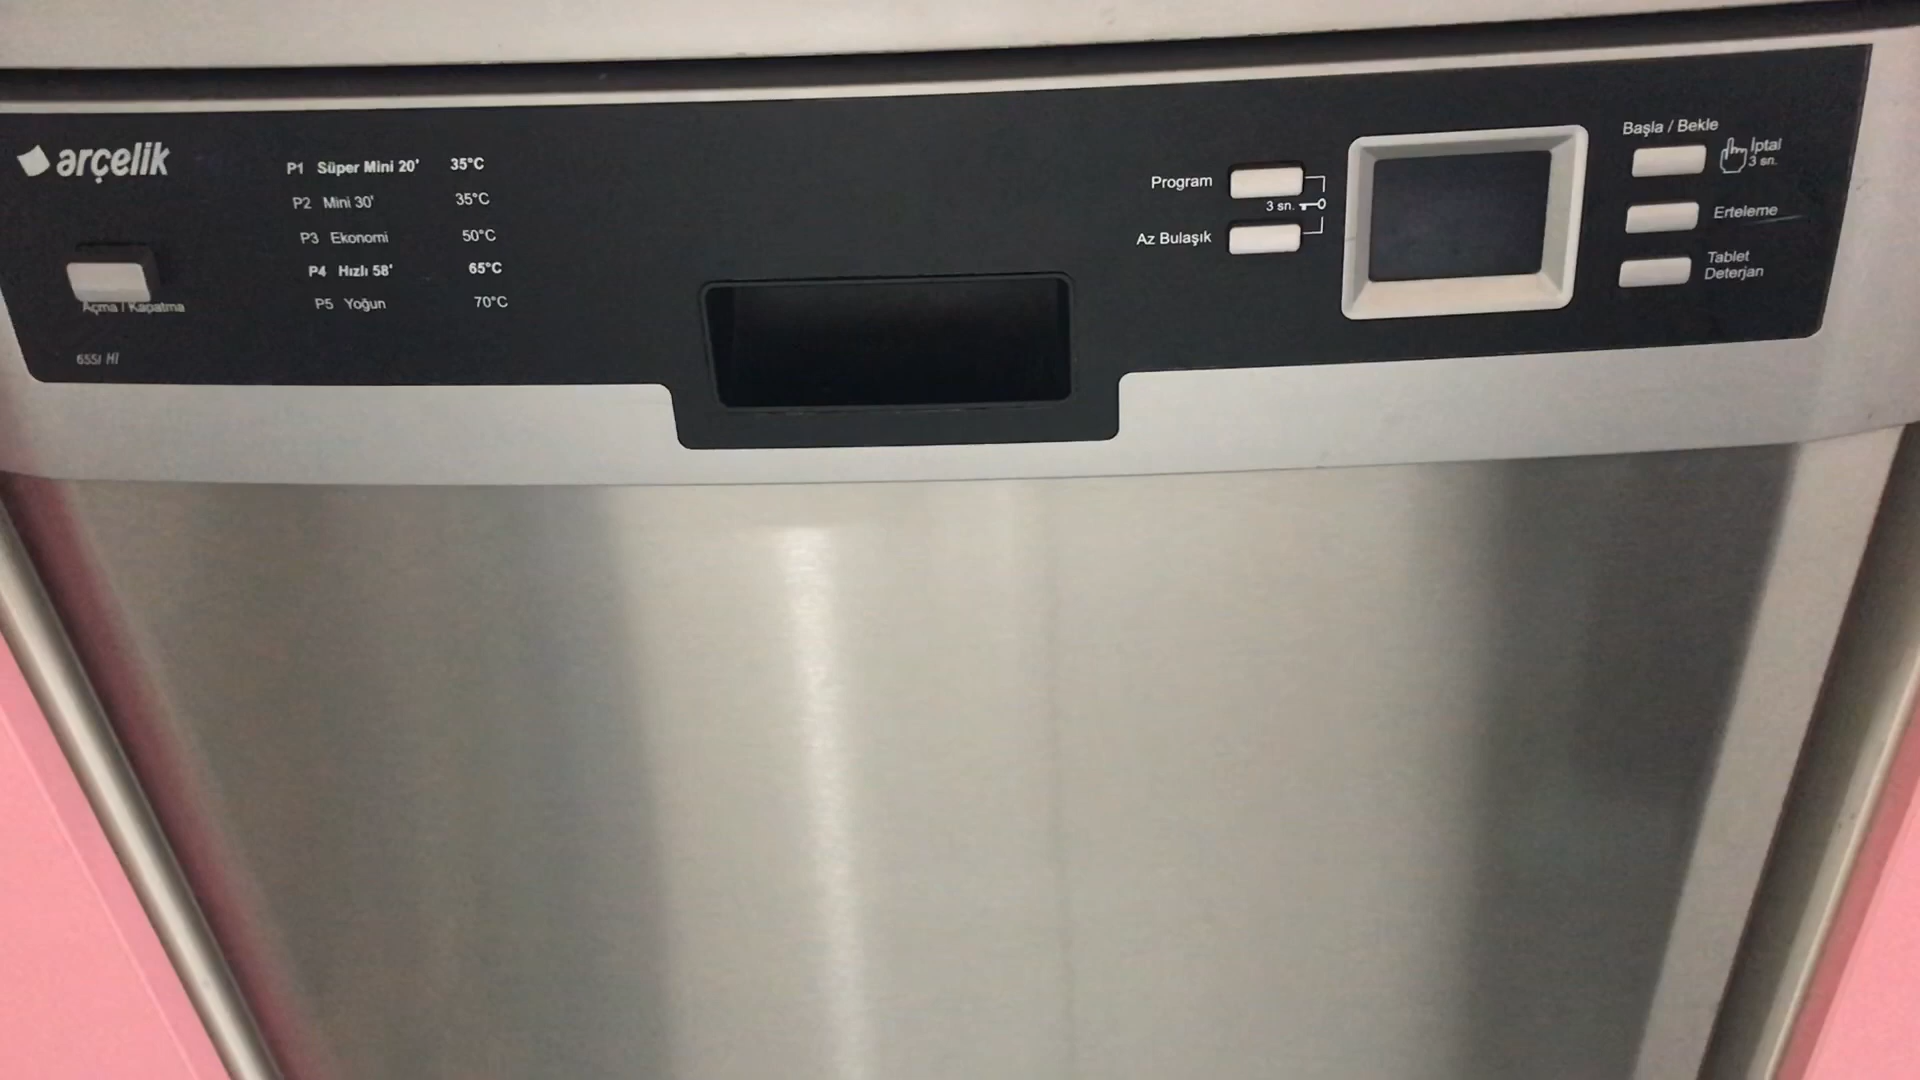 arçelik
P1 Süper Mini 20' 35°C
P2 Mini 30' 35°C
P3 Ekonomi 50°C
P4 Hızlı 58' 65°C
P5 Yoğun 70°C
Açma / Kapatma
6551 HI
Program
3 sn.
Az Bulaşık
Başla / Bekle
İptal
3 sn.
Erteleme
Tablet
Deterjan